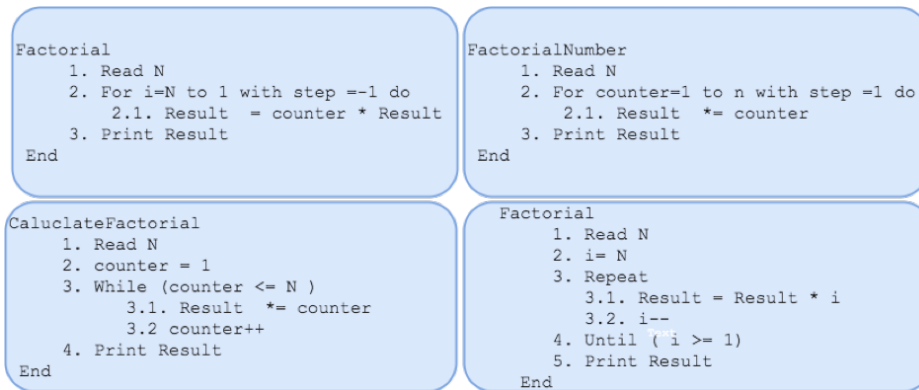 Factorial
1. Read N
2. For i=N to 1 with step =-1 do
2.1. Result = counter * Result
3. Print Result
End
FactorialNumber
1. Read N
2. For counter=1 to n with step =1 do
2.1. Result *= counter
3. Print Result
End
CaluclateFactorial
1. Read N
2. counter = 1
3. While (counter <= N )
3.1. Result *= counter
3.2 counter++
4. Print Result
End
Factorial
1. Read N
2. i= N
3. Repeat
3.1. Result = Result * i
3.2. i--
Text
4. Until ( i >= 1)
5. Print Result
End